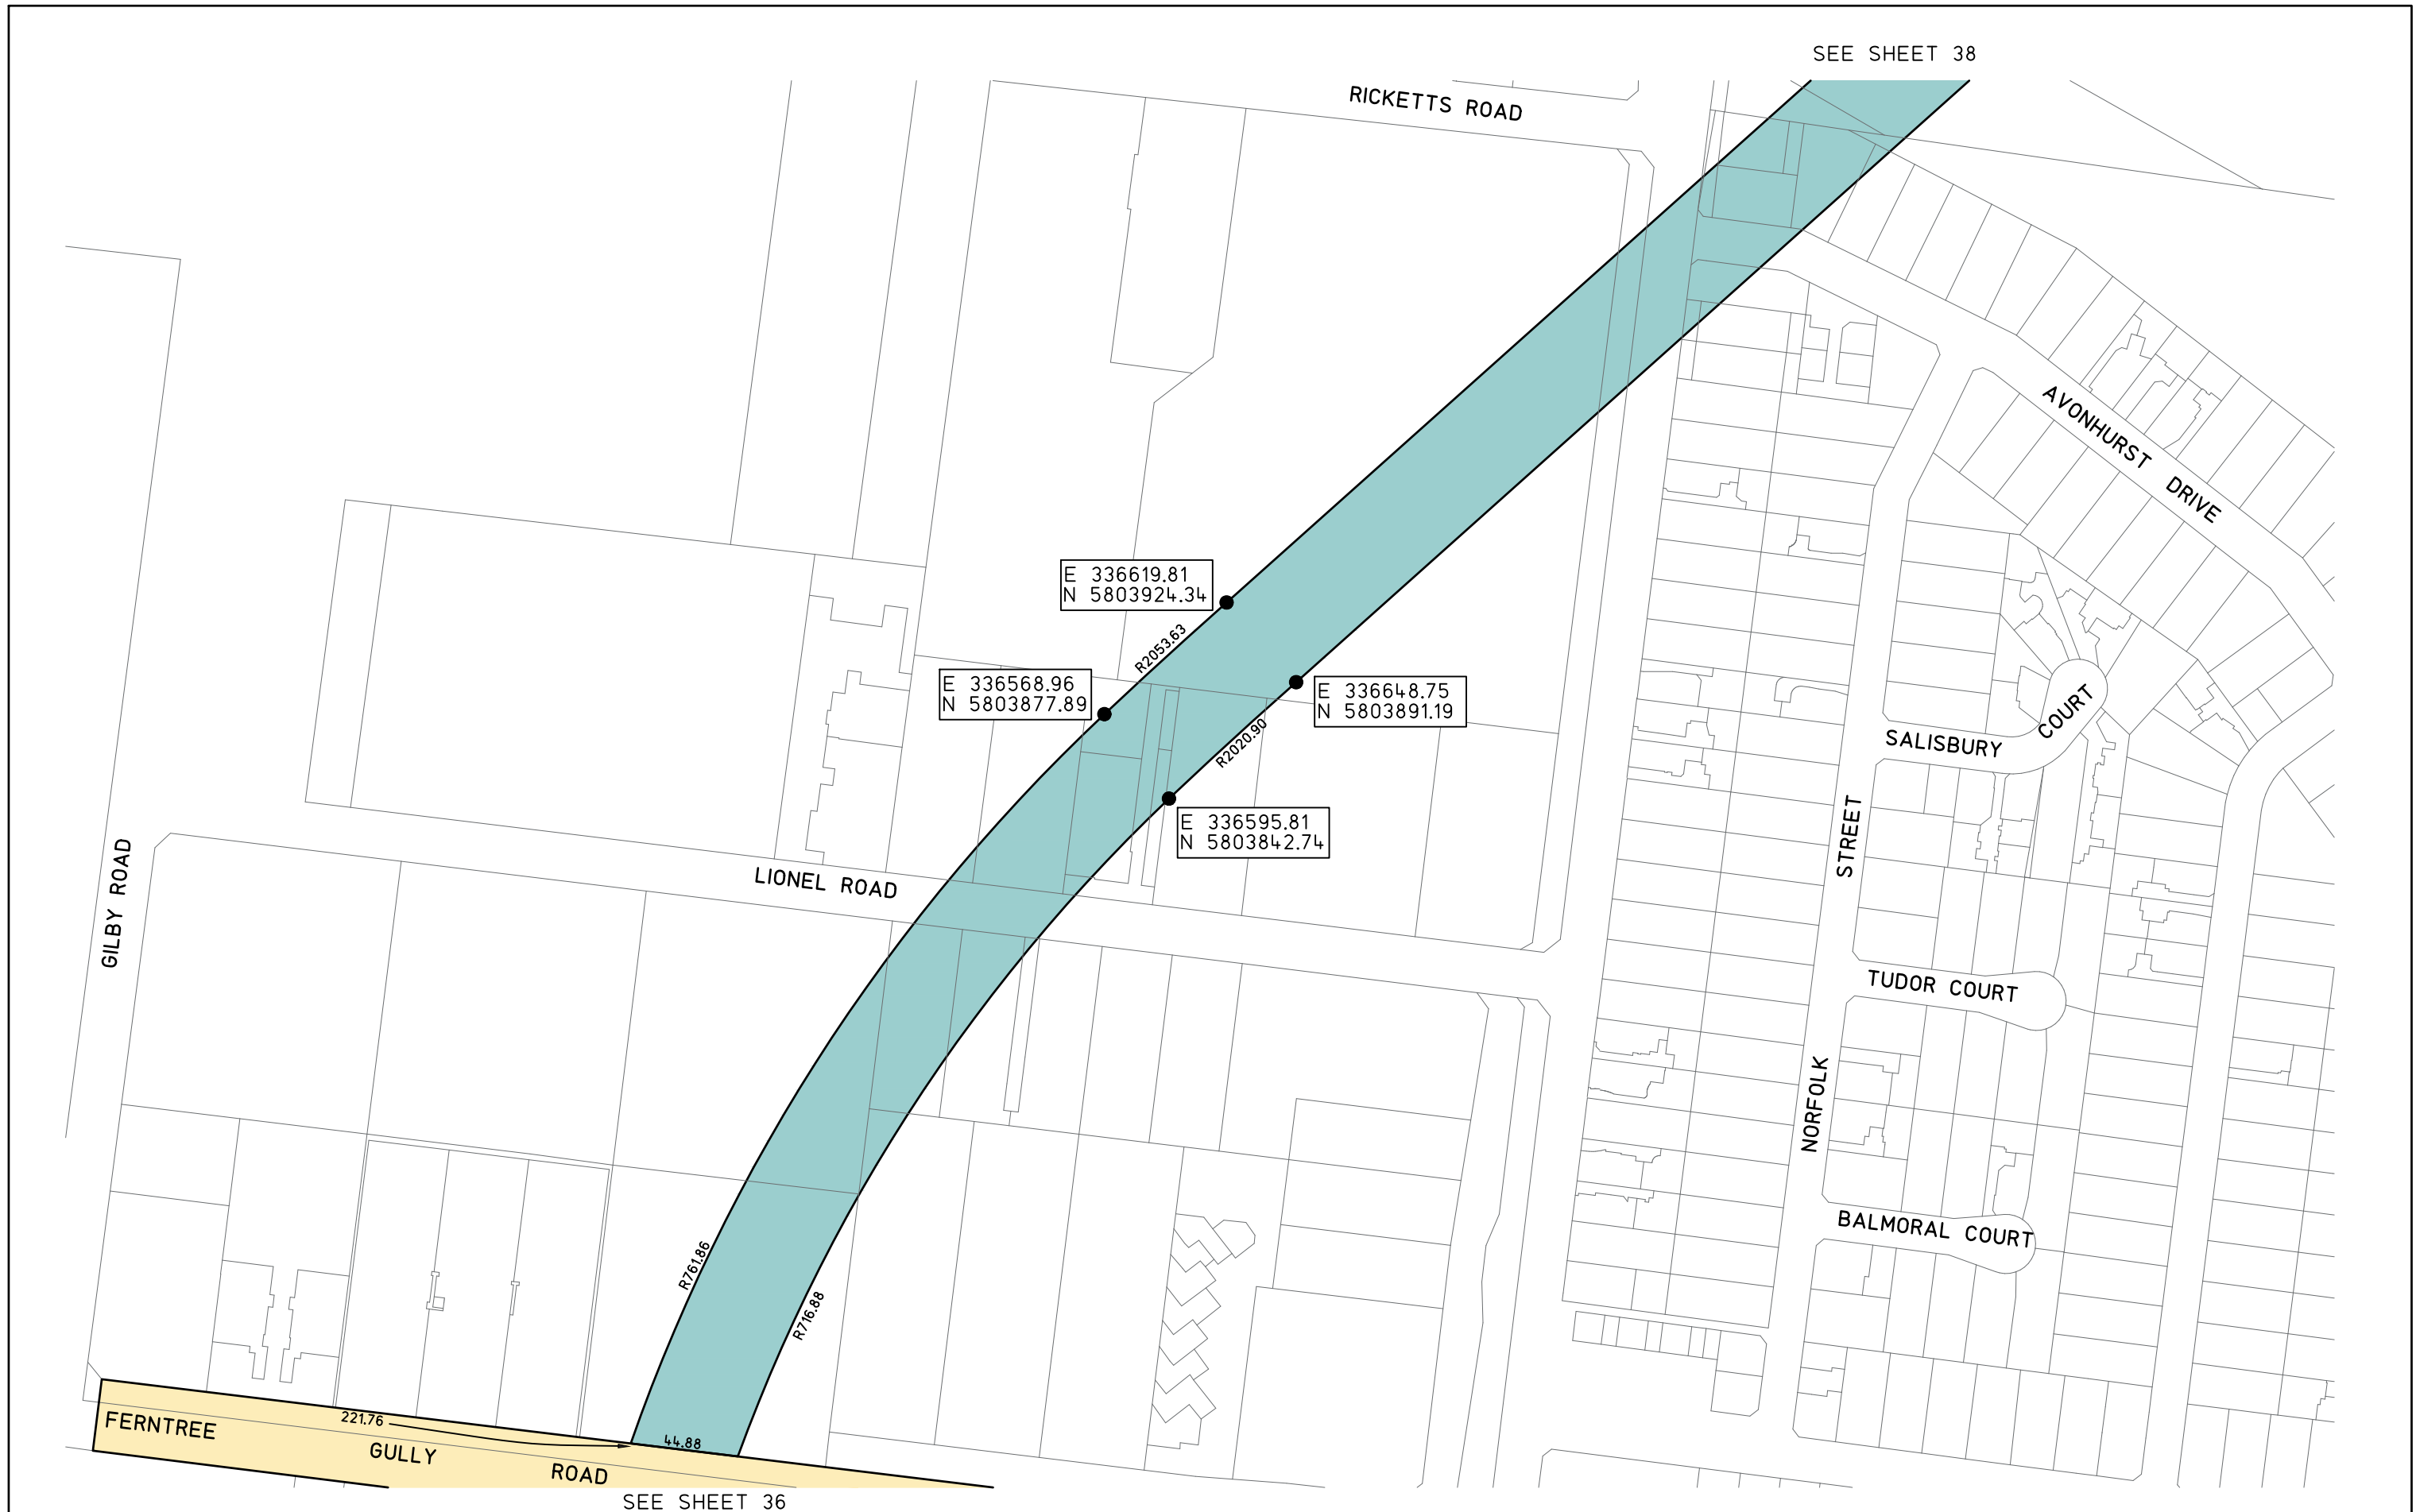 SEE SHEET 38
RICKETTS ROAD
AVONHURST DRIVE
E 336619.81
N 5803924.34
R2053.63
E 336568.96
N 5803877.89
E 336648.75
N 5803891.19
R2020.90
E 336595.81
N 5803842.74
SALISBURY COURT
GILBY ROAD
LIONEL ROAD
NORFOLK STREET
TUDOR COURT
BALMORAL COURT
R761.86
R716.88
221.76
44.88
FERNTREE GULLY ROAD
SEE SHEET 36